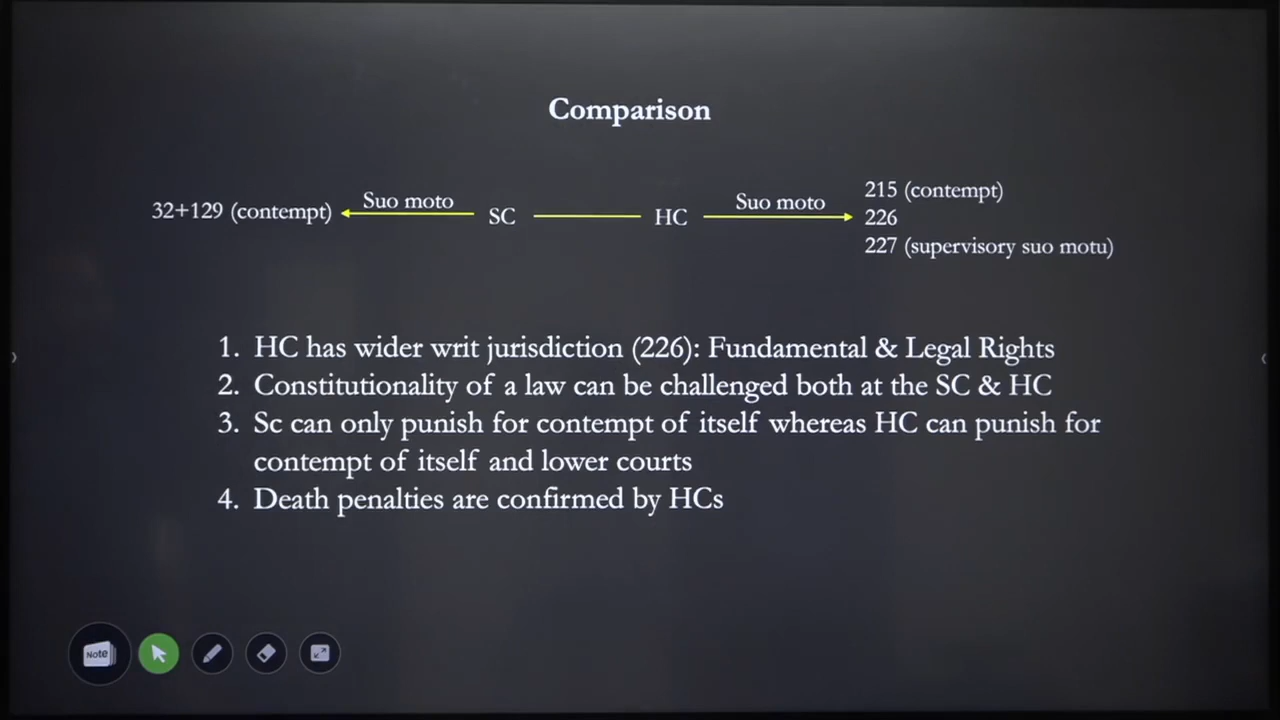 Comparison
32+129 (contempt) Suo moto SC HC Suo moto 215 (contempt)
226
227 (supervisory suo motu)
1. HC has wider writ jurisdiction (226): Fundamental & Legal Rights
2. Constitutionality of a law can be challenged both at the SC & HC
3. Sc can only punish for contempt of itself whereas HC can punish for
contempt of itself and lower courts
4. Death penalties are confirmed by HCs
Note